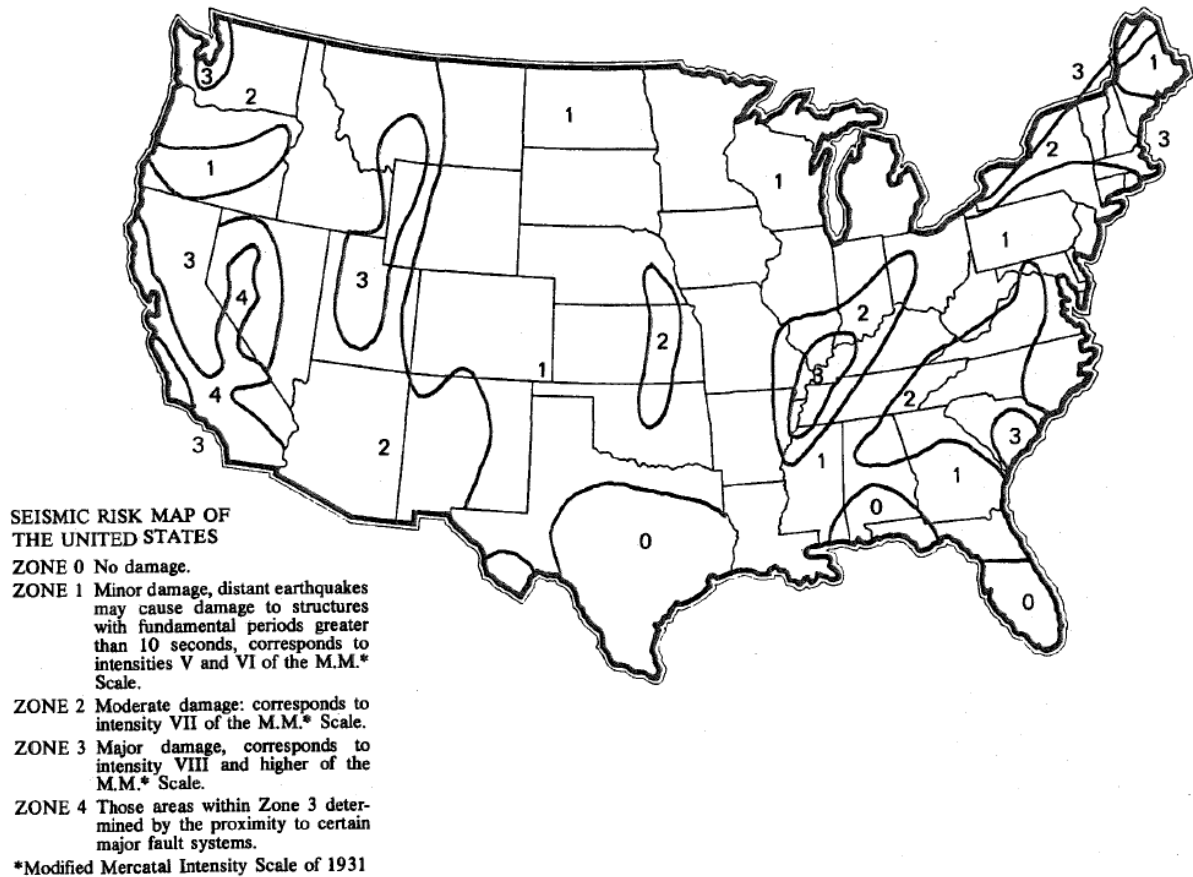 3
2
1
3
4
4
3
3
2
1
1
2
1
1
2
3
2
3
2
1
3
1
3
1
0
0
0
SEISMIC RISK MAP OF
THE UNITED STATES
ZONE 0 No damage.
ZONE 1 Minor damage, distant earthquakes
may cause damage to structures
with fundamental periods greater
than 10 seconds, corresponds to
intensities V and VI of the M.M.*
Scale.
ZONE 2 Moderate damage: corresponds to
intensity VII of the M.M.* Scale.
ZONE 3 Major damage, corresponds to
intensity VIII and higher of the
M.M.* Scale.
ZONE 4 Those areas within Zone 3 deter-
mined by the proximity to certain
major fault systems.
*Modified Mercatal Intensity Scale of 1931